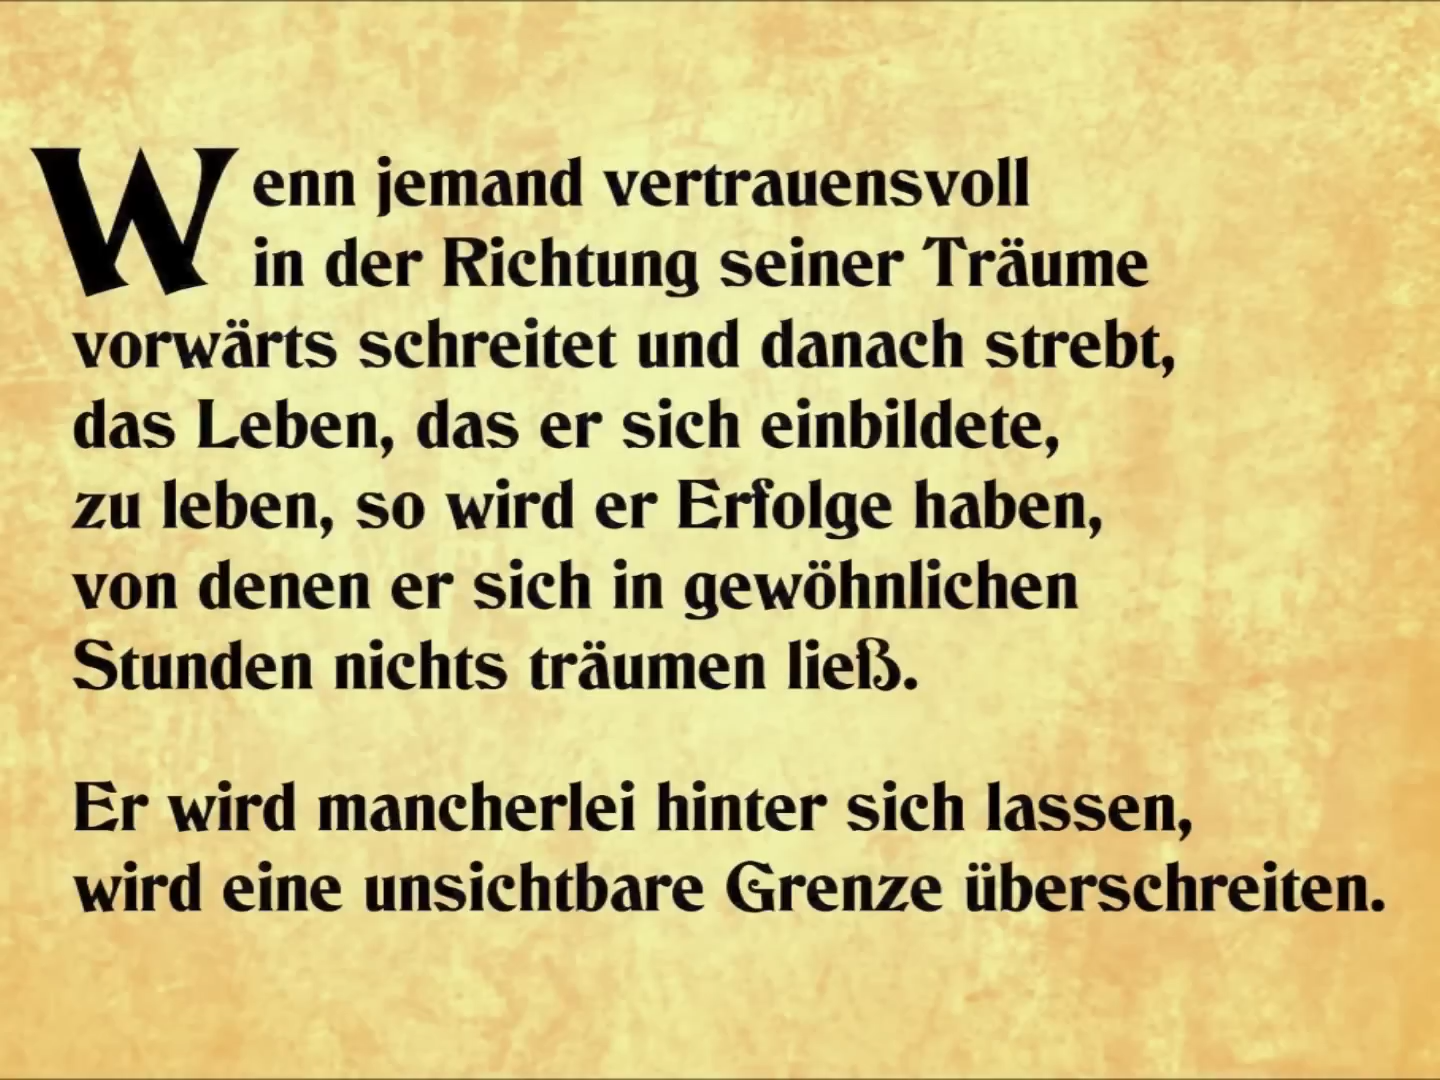 Wenn jemand vertrauensvoll
in der Richtung seiner Träume
vorwärts schreitet und danach strebt,
das Leben, das er sich einbildete,
zu leben, so wird er Erfolge haben,
von denen er sich in gewöhnlichen
Stunden nichts träumen ließ.
Er wird mancherlei hinter sich lassen,
wird eine unsichtbare Grenze überschreiten.